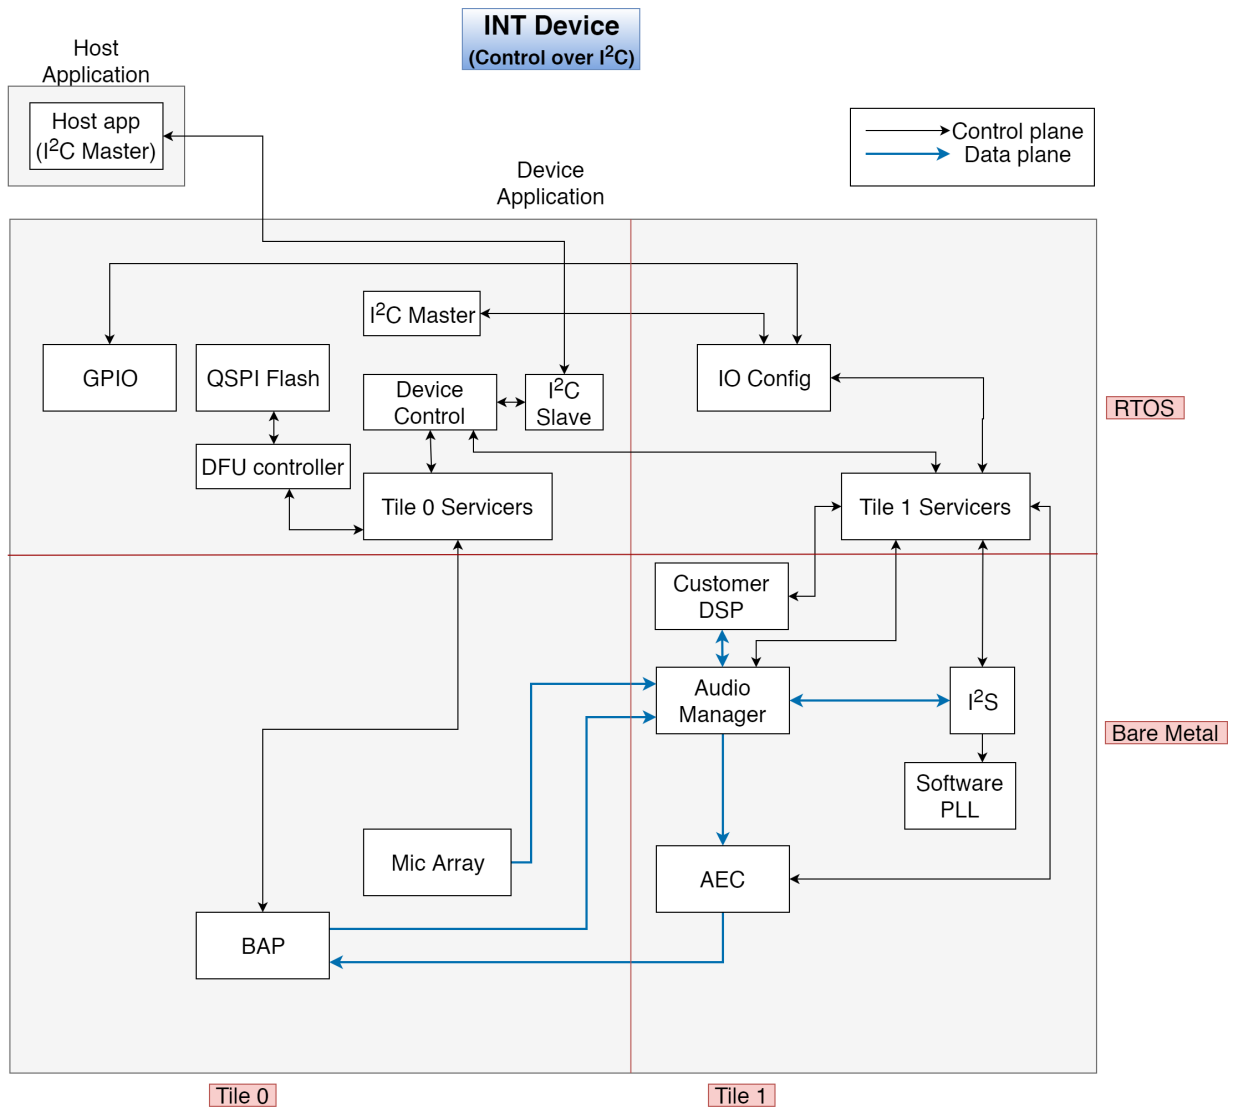 INT Device
(Control over I²C)
Host
Application
Host app
(I²C Master)
Control plane
Data plane
Device
Application
I²C Master
GPIO
QSPI Flash
Device
Control
I²C
Slave
IO Config
RTOS
DFU controller
Tile 0 Servicers
Tile 1 Servicers
Customer
DSP
Audio
Manager
I²S
Bare Metal
Software
PLL
Mic Array
AEC
BAP
Tile 0
Tile 1